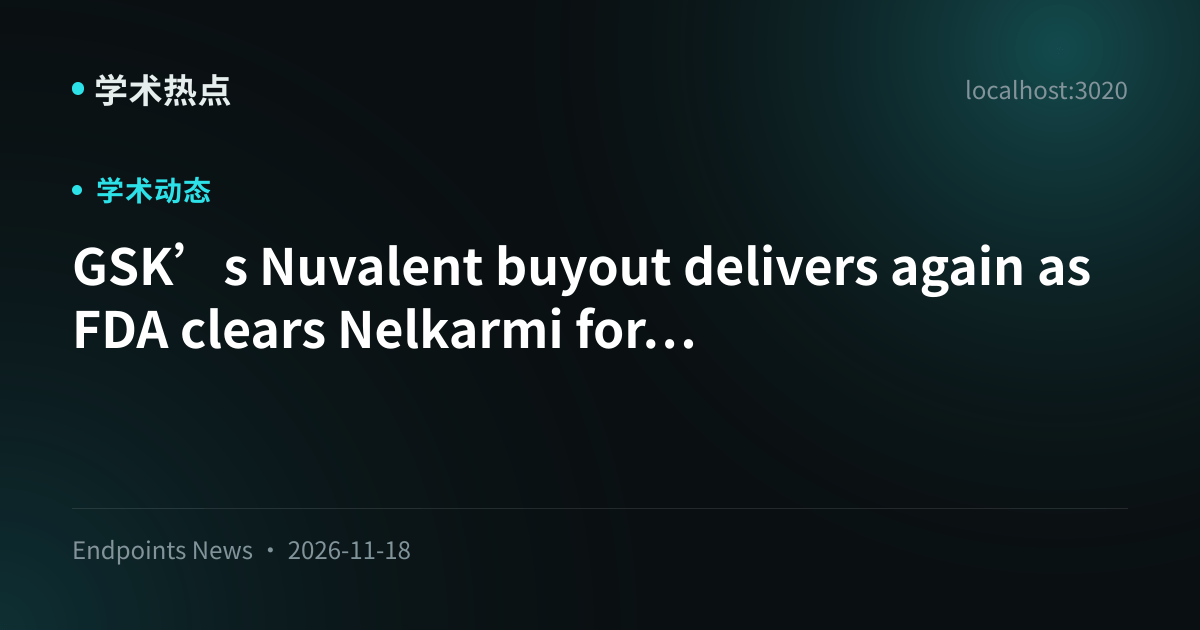 学术热点
localhost:3020
学术动态
GSK’s Nuvalent buyout delivers again as
FDA clears Nelkarmi for…
Endpoints News · 2026-11-18